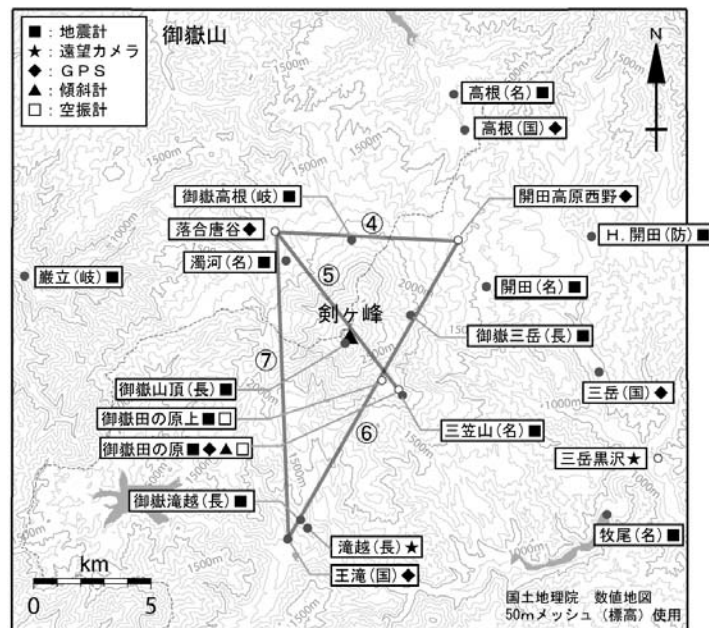 御嶽山
■：地震計
★：遠望カメラ
◆：ＧＰＳ
▲：傾斜計
□：空振計
N
1500m
高根(名)■
高根(国)◆
御嶽高根(岐)■
開田高原西野◆
落合唐谷◆
④
H.開田(防)■
濁河(名)■
⑤
巌立(岐)■
1000m
2000m
開田(名)■
剣ヶ峰
御嶽三岳(長)■
⑦
御嶽山頂(長)■
三岳(国)◆
御嶽田の原上■□
⑥
御嶽田の原■◆▲□
三笠山(名)■
三岳黒沢★
御嶽滝越(長)■
滝越(長)★
牧尾(名)■
王滝(国)◆
km
0 5
国土地理院 数値地図
50mメッシュ（標高）使用